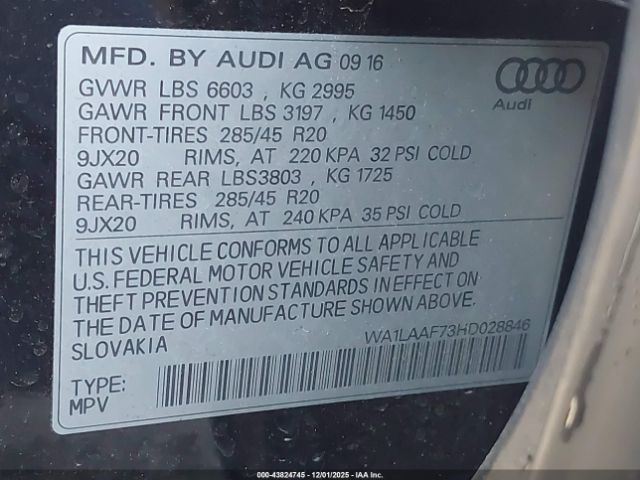 MFD. BY AUDI AG 09 16
GVWR LBS 6603 , KG 2995
GAWR FRONT LBS 3197 , KG 1450
FRONT-TIRES 285/45 R20
9JX20 RIMS, AT 220 KPA 32 PSI COLD
GAWR REAR LBS3803 , KG 1725
REAR-TIRES 285/45 R20
9JX20 RIMS, AT 240 KPA 35 PSI COLD
Audi
THIS VEHICLE CONFORMS TO ALL APPLICABLE
U.S. FEDERAL MOTOR VEHICLE SAFETY AND
THEFT PREVENTION STANDARDS IN EFFECT ON
THE DATE OF MANUFACTURE SHOWN ABOVE.
SLOVAKIA
WA1LAAF73HD028846
TYPE:
MPV
000-43824745 - 12/01/2025 - IAAI.COM